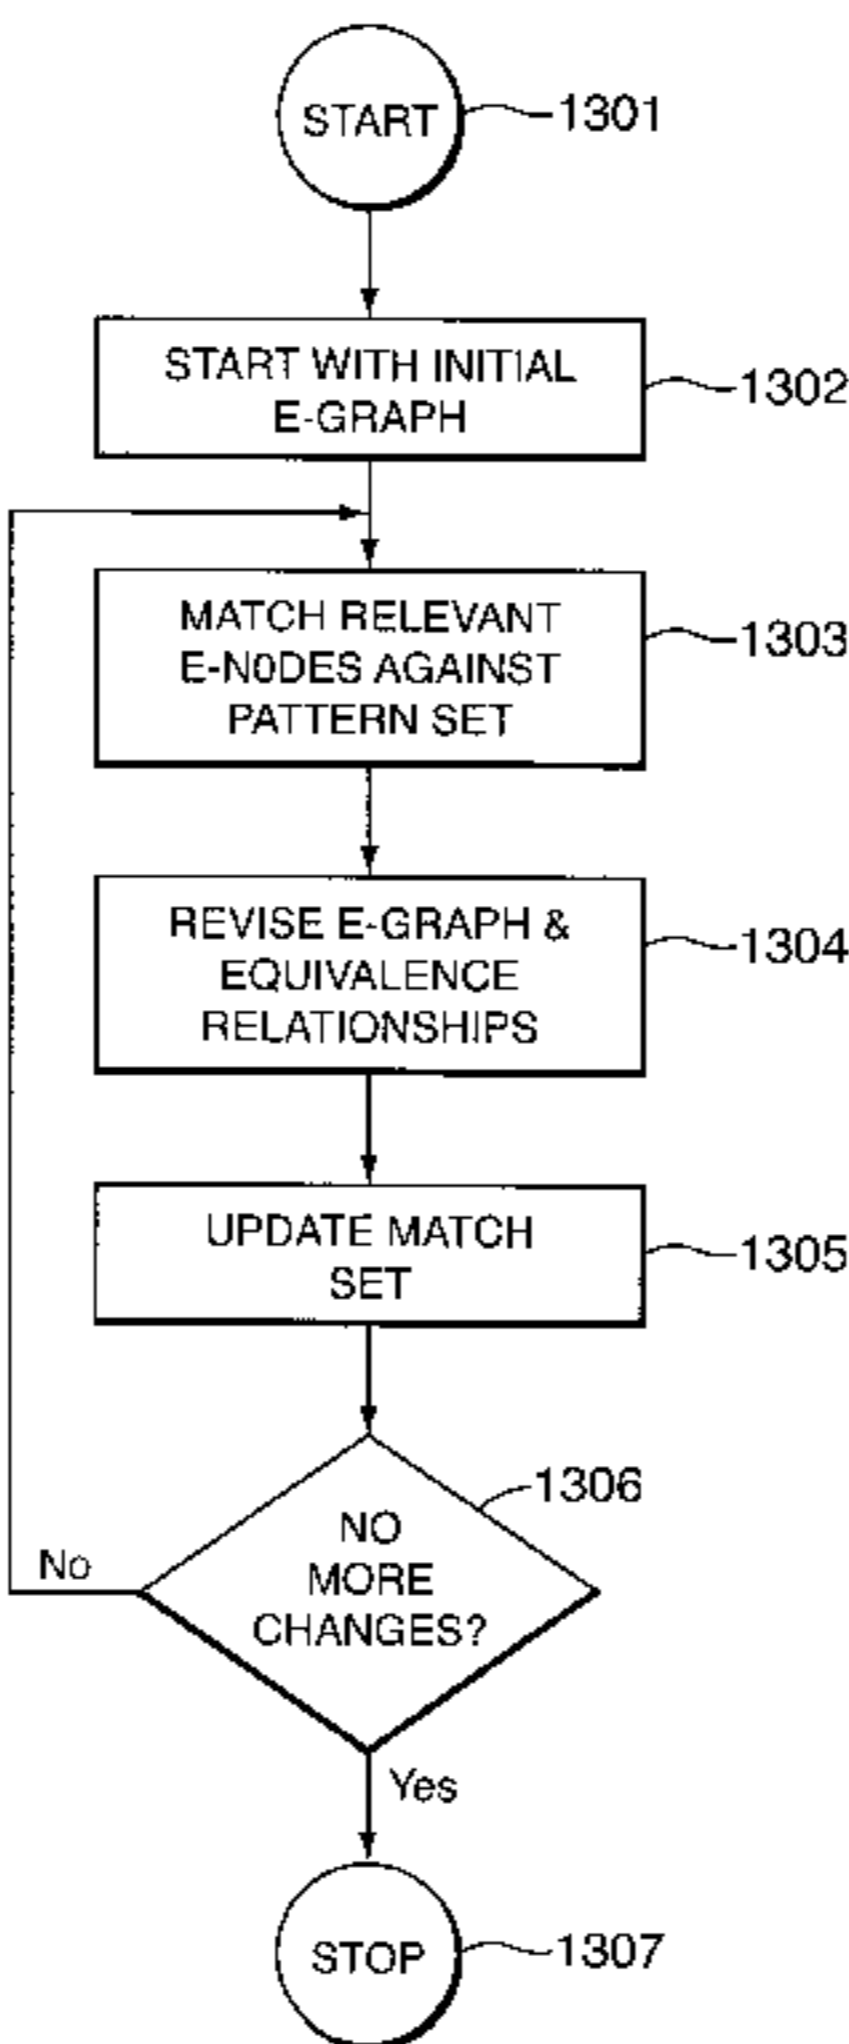 START
1301
START WITH INITIAL
E-GRAPH
1302
MATCH RELEVANT
E-N0DES AGAINST
PATTERN SET
1303
REVISE E-GRAPH &
EQUIVALENCE
RELATIONSHIPS
1304
UPDATE MATCH
SET
1305
1306
NO
MORE
CHANGES?
No
Yes
STOP
1307